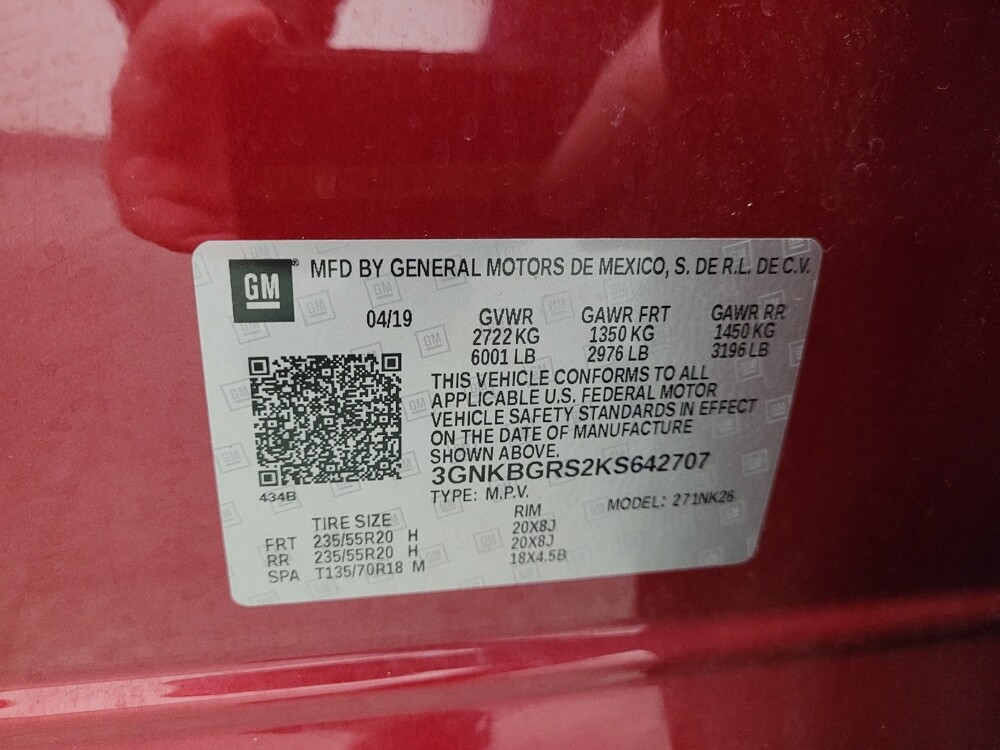 GM® MFD BY GENERAL MOTORS DE MEXICO, S. DE R.L. DE C.V.
04/19
GVWR GAWR FRT GAWR RR
2722 KG 1350 KG 1450 KG
6001 LB 2976 LB 3196 LB
THIS VEHICLE CONFORMS TO ALL
APPLICABLE U.S. FEDERAL MOTOR
VEHICLE SAFETY STANDARDS IN EFFECT
ON THE DATE OF MANUFACTURE
SHOWN ABOVE.
3GNKBGRS2KS642707
434B
TYPE: M.P.V. MODEL: 271NK26
TIRE SIZE RIM
FRT 235/55R20 H 20X8J
RR 235/55R20 H 20X8J
SPA T135/70R18 M 18X4.5B